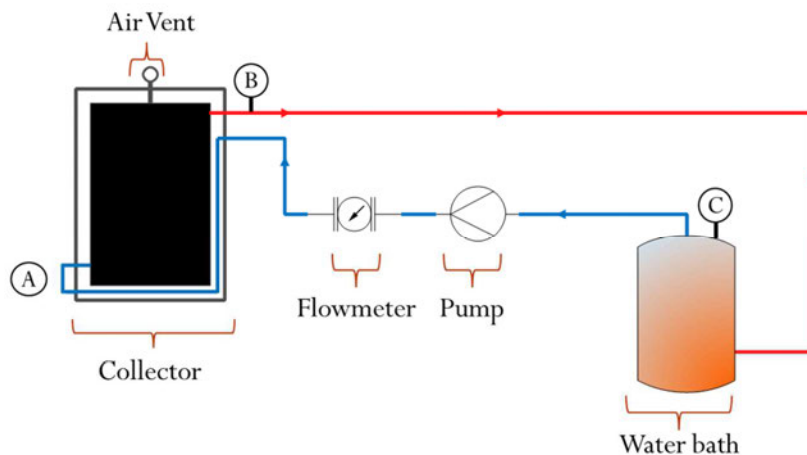 Air Vent
B
C
A
Flowmeter
Pump
Collector
Water bath